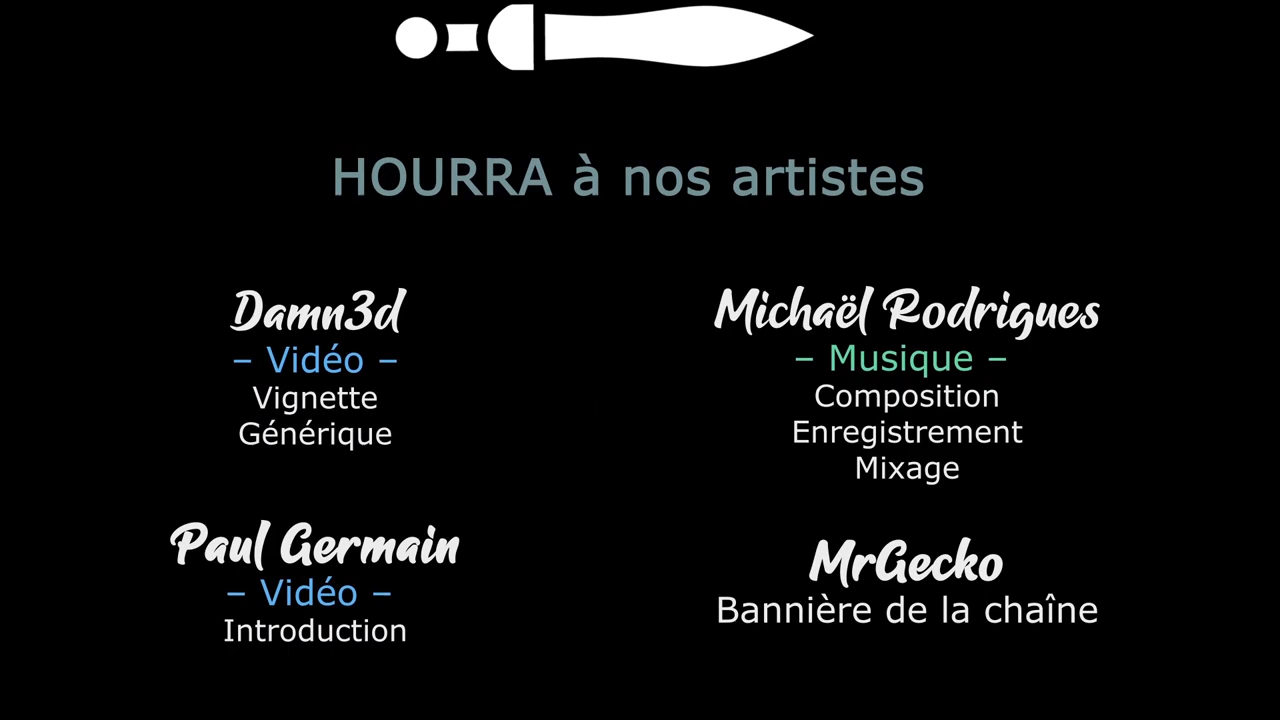 HOURRA à nos artistes
Damn3d
– Vidéo –
Vignette
Générique
Michaël Rodrigues
– Musique –
Composition
Enregistrement
Mixage
Paul Germain
– Vidéo –
Introduction
MrGecko
Bannière de la chaîne